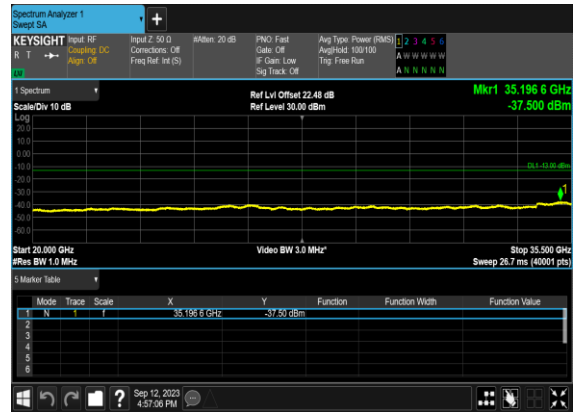 Spectrum Analyzer 1
Swept SA
+
KEYSIGHT Input: RF Input Z: 50 Ω #Atten: 20 dB PNO: Fast Avg Type: Power (RMS) 1 2 3 4 5 6
R T Coupling: DC Corrections: Off Gate: Off Avg|Hold: 100/100 A W W W W W
Align: Off Freq Ref: Int (S) IF Gain: Low Trig: Free Run
LW Sig Track: Off A N N N N N
1 Spectrum Ref Lvl Offset 22.48 dB Mkr1 35.196 6 GHz
Scale/Div 10 dB Ref Level 30.00 dBm -37.500 dBm
Log
20.0
10.0
0.00
-10.0 DL1 -13.00 dBm
-20.0
-30.0 1
-40.0
-50.0
-60.0
Start 20.000 GHz Video BW 3.0 MHz* Stop 35.500 GHz
#Res BW 1.0 MHz Sweep 26.7 ms (40001 pts)
5 Marker Table
Mode Trace Scale X Y Function Function Width Function Value
1 N 1 f 35.196 6 GHz -37.50 dBm
2
3
4
5
6
? Sep 12, 2023
4:57:06 PM